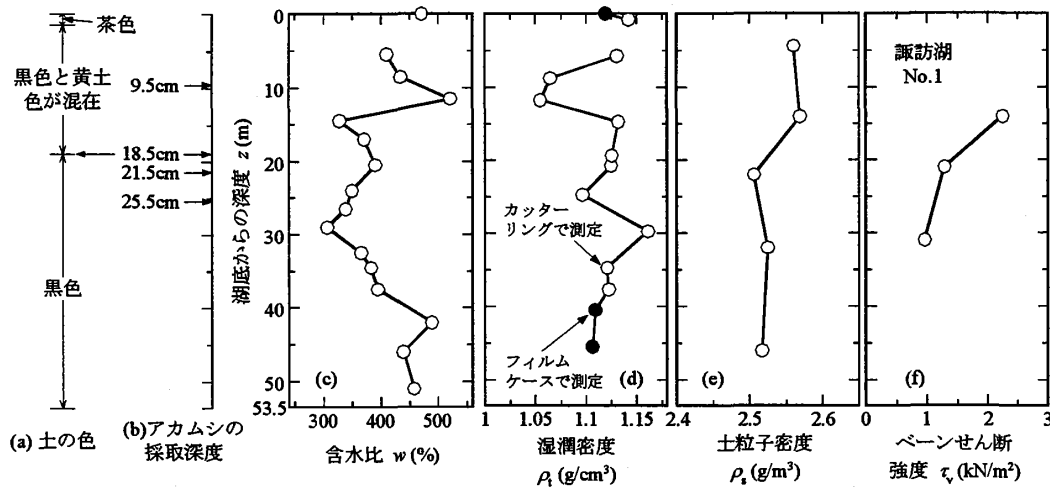 茶色
黒色と黄土
色が混在
黒色
(a) 土の色
9.5cm
18.5cm
21.5cm
25.5cm
(b)アカムシの
採取深度
湖底からの深度 z (m)
0
10
20
30
40
50
53.5
(c)
300 400 500
含水比 w (%)
カッター
リングで測定
フィルム
ケースで測定
(d)
1 1.05 1.1 1.15
湿潤密度
ρt (g/cm³)
(e)
2.4 2.5 2.6
土粒子密度
ρs (g/m³)
諏訪湖
No.1
(f)
0 1 2 3
ベーンせん断
強度 τv (kN/m²)